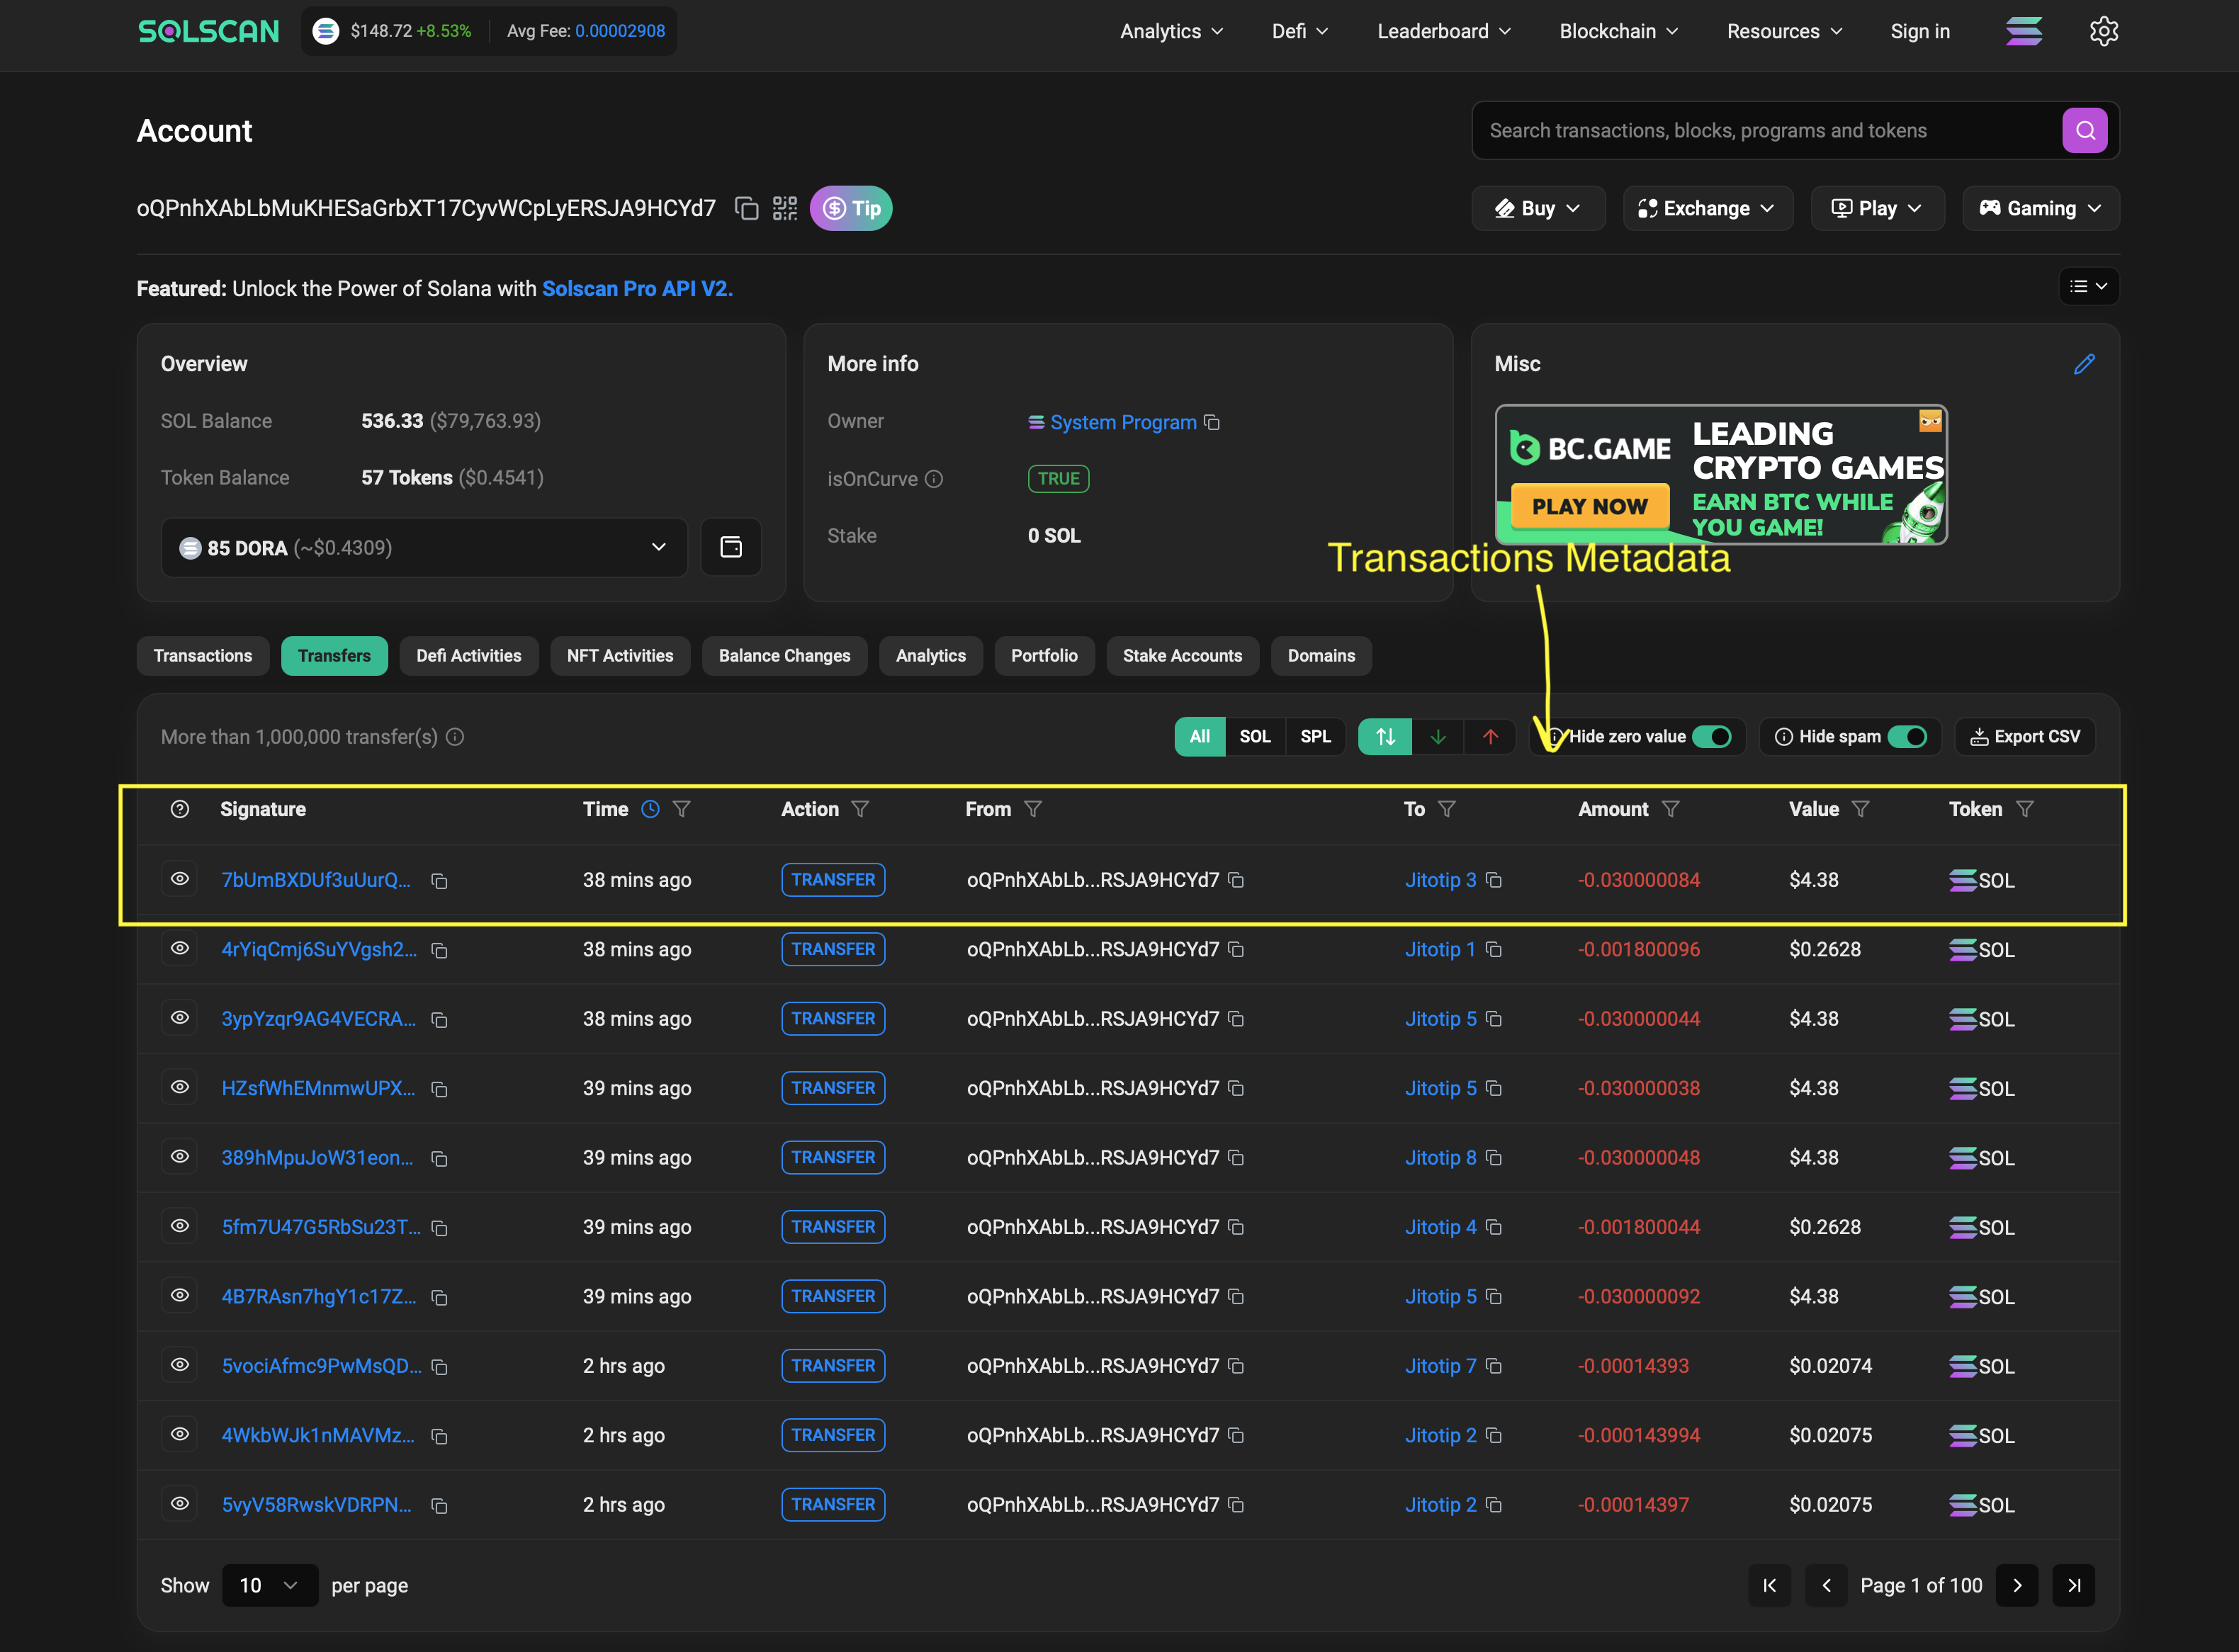 SOLSCAN $148.72 +8.53% Avg Fee: 0.00002908 Analytics Defi Leaderboard Blockchain Resources Sign in
Account
Search transactions, blocks, programs and tokens
oQPnhXAbLbMuKHESaGrbXT17CyvWCpLyERSJA9HCYd7 Tip
Buy Exchange Play Gaming
Featured: Unlock the Power of Solana with Solscan Pro API V2.
Overview
SOL Balance 536.33 ($79,763.93)
Token Balance 57 Tokens ($0.4541)
85 DORA (~$0.4309)
More info
Owner System Program
isOnCurve TRUE
Stake 0 SOL
Misc
BC.GAME
PLAY NOW
LEADING
CRYPTO GAMES
EARN BTC WHILE
YOU GAME!
Transactions Metadata
Transactions Transfers Defi Activities NFT Activities Balance Changes Analytics Portfolio Stake Accounts Domains
More than 1,000,000 transfer(s) All SOL SPL Hide zero value Hide spam Export CSV
Signature Time Action From To Amount Value Token
7bUmBXDUf3uUurQ... 38 mins ago TRANSFER oQPnhXAbLb...RSJA9HCYd7 Jitotip 3 -0.030000084 $4.38 SOL
4rYiqCmj6SuYVgsh2... 38 mins ago TRANSFER oQPnhXAbLb...RSJA9HCYd7 Jitotip 1 -0.001800096 $0.2628 SOL
3ypYzqr9AG4VECRA... 38 mins ago TRANSFER oQPnhXAbLb...RSJA9HCYd7 Jitotip 5 -0.030000044 $4.38 SOL
HZsfWhEMnmwUPX... 39 mins ago TRANSFER oQPnhXAbLb...RSJA9HCYd7 Jitotip 5 -0.030000038 $4.38 SOL
389hMpuJoW31eon... 39 mins ago TRANSFER oQPnhXAbLb...RSJA9HCYd7 Jitotip 8 -0.030000048 $4.38 SOL
5fm7U47G5RbSu23T... 39 mins ago TRANSFER oQPnhXAbLb...RSJA9HCYd7 Jitotip 4 -0.001800044 $0.2628 SOL
4B7RAsn7hgY1c17Z... 39 mins ago TRANSFER oQPnhXAbLb...RSJA9HCYd7 Jitotip 5 -0.030000092 $4.38 SOL
5vociAfmc9PwMsQD... 2 hrs ago TRANSFER oQPnhXAbLb...RSJA9HCYd7 Jitotip 7 -0.00014393 $0.02074 SOL
4WkbWJk1nMAVMz... 2 hrs ago TRANSFER oQPnhXAbLb...RSJA9HCYd7 Jitotip 2 -0.000143994 $0.02075 SOL
5vyV58RwskVDRPN... 2 hrs ago TRANSFER oQPnhXAbLb...RSJA9HCYd7 Jitotip 2 -0.00014397 $0.02075 SOL
Show 10 per page Page 1 of 100